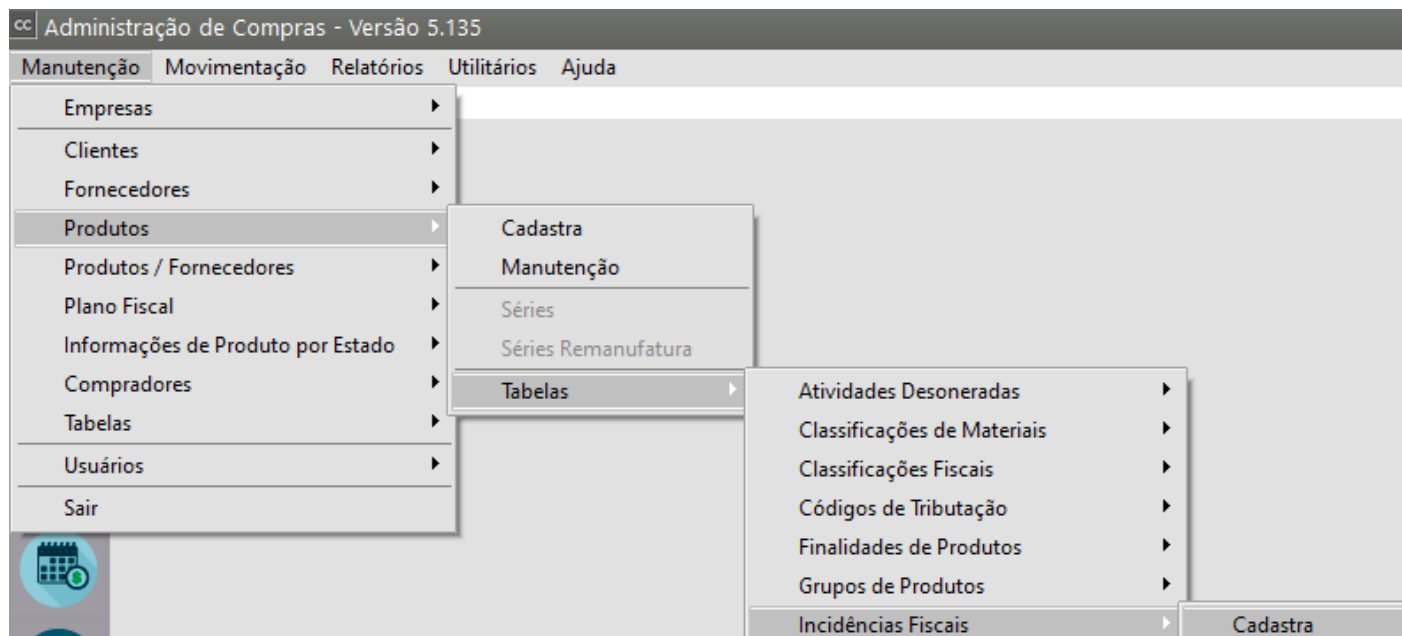 cc Administração de Compras - Versão 5.135
Manutenção Movimentação Relatórios Utilitários Ajuda
Empresas
Clientes
Fornecedores
Produtos
Produtos / Fornecedores
Plano Fiscal
Informações de Produto por Estado
Compradores
Tabelas
Usuários
Sair
Cadastra
Manutenção
Séries
Séries Remanufatura
Tabelas
Atividades Desoneradas
Classificações de Materiais
Classificações Fiscais
Códigos de Tributação
Finalidades de Produtos
Grupos de Produtos
Incidências Fiscais
Cadastra